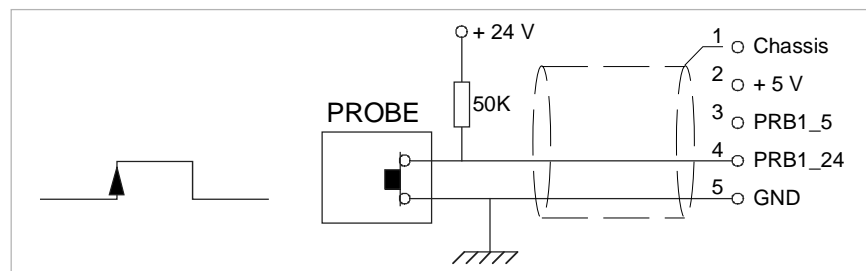 + 24 V
50K
PROBE
1 Chassis
2 + 5 V
3 PRB1_5
4 PRB1_24
5 GND